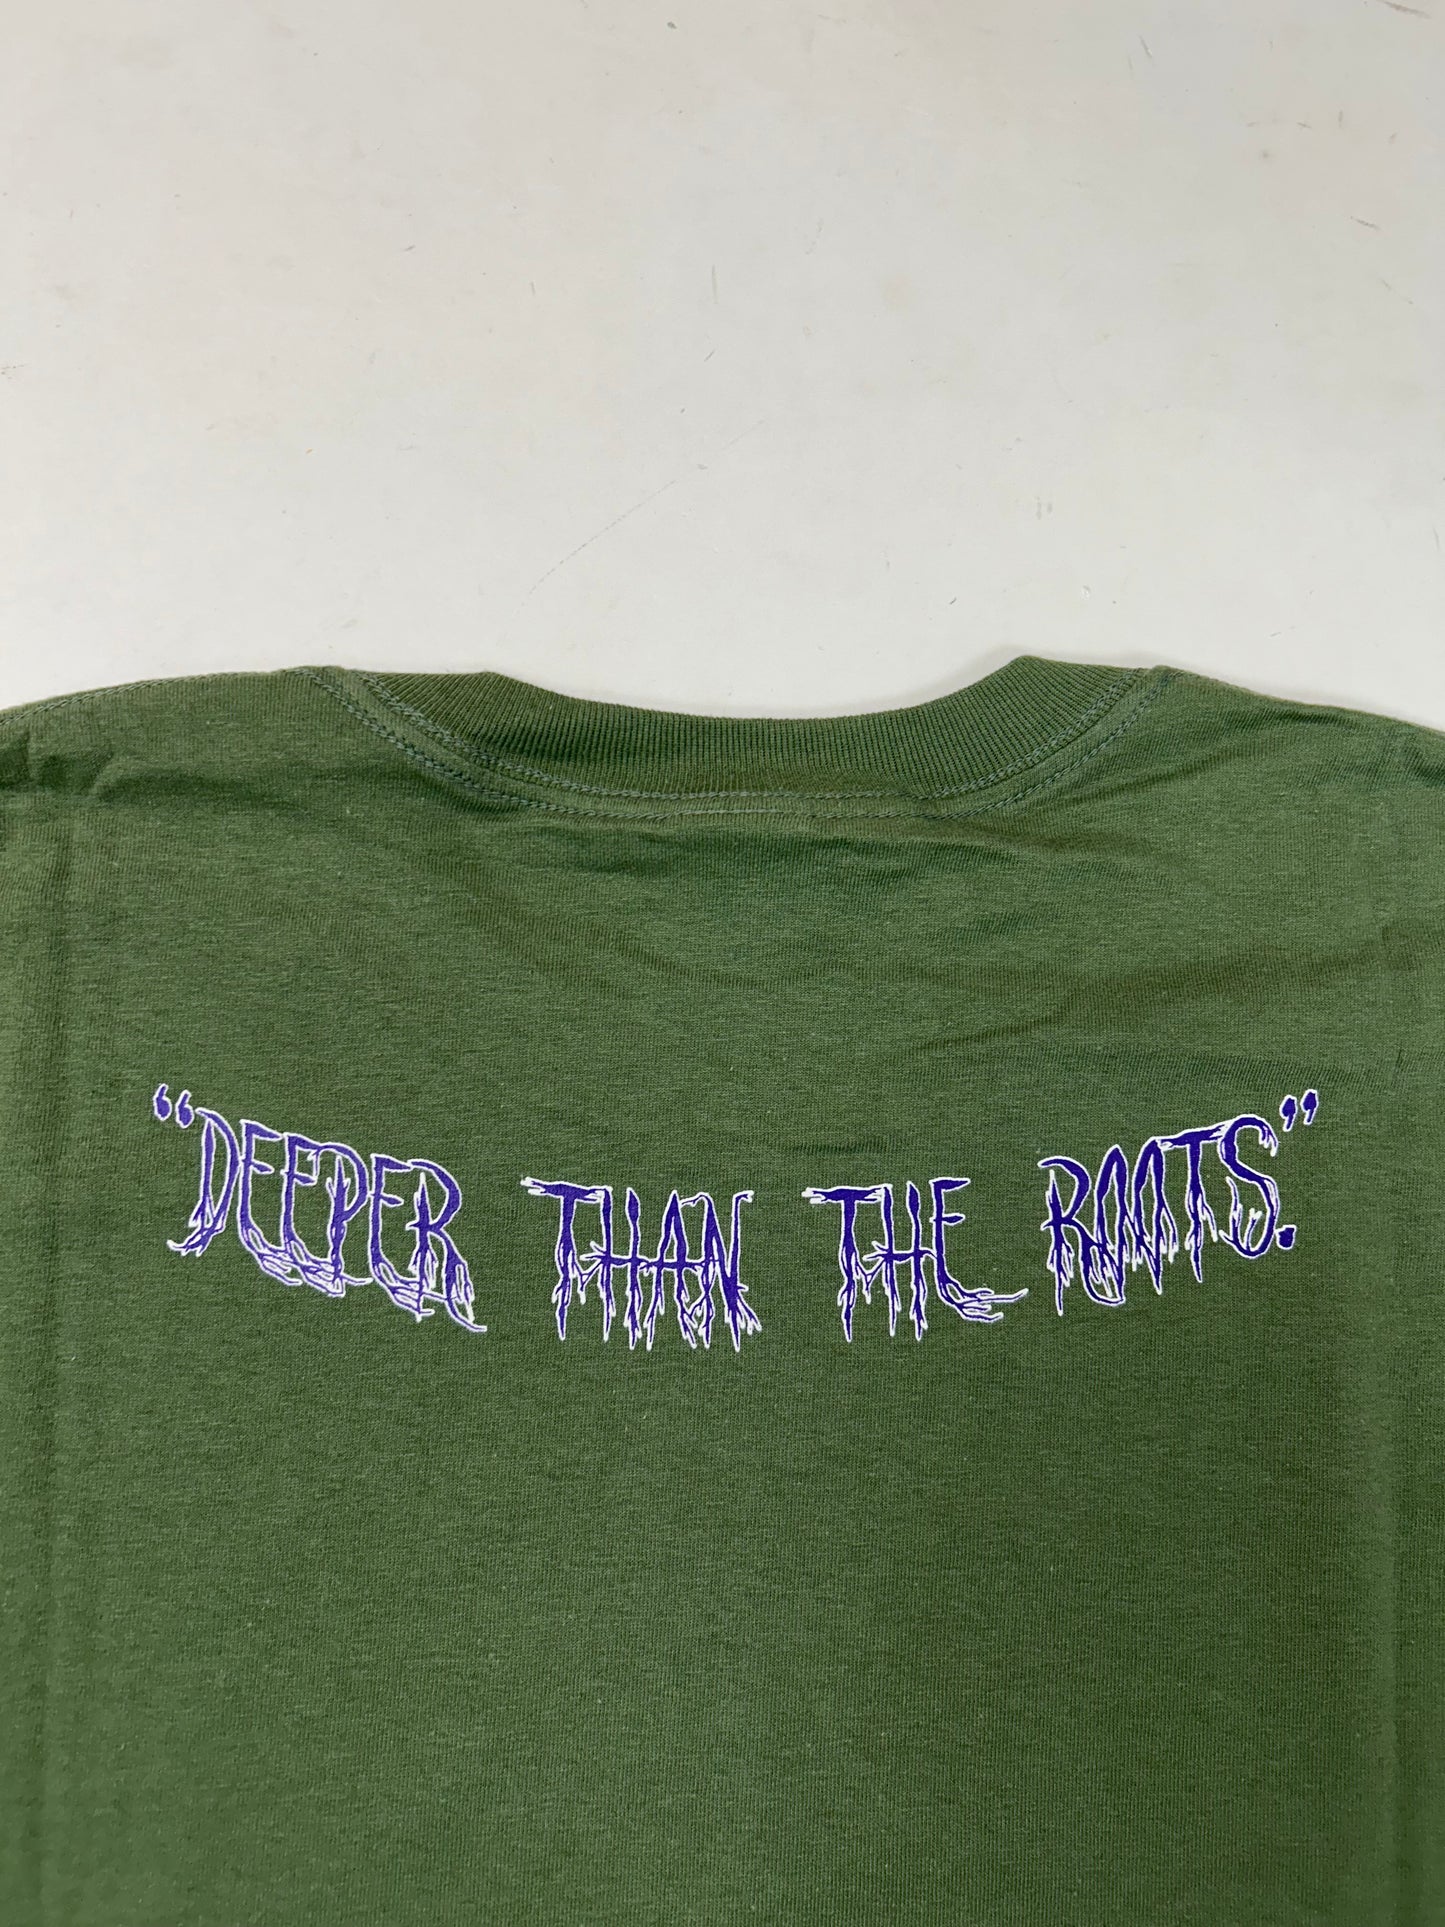 “DEEPER THAN THE ROOTS.”